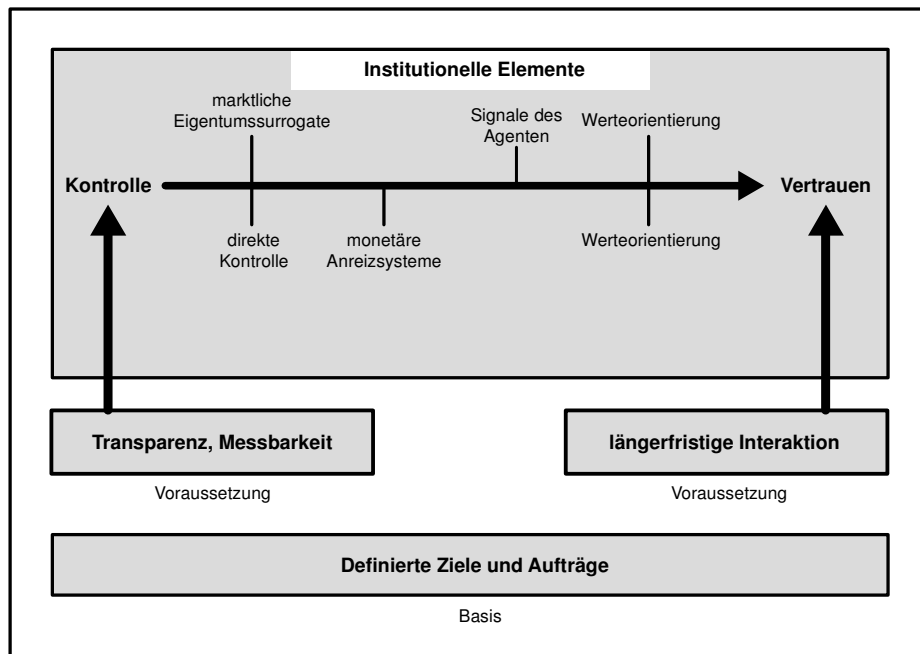 Institutionelle Elemente
marktliche
Eigentumssurrogate
Signale des
Agenten
Werteorientierung
Kontrolle
Vertrauen
direkte
Kontrolle
monetäre
Anreizsysteme
Werteorientierung
Transparenz, Messbarkeit
längerfristige Interaktion
Voraussetzung
Voraussetzung
Definierte Ziele und Aufträge
Basis